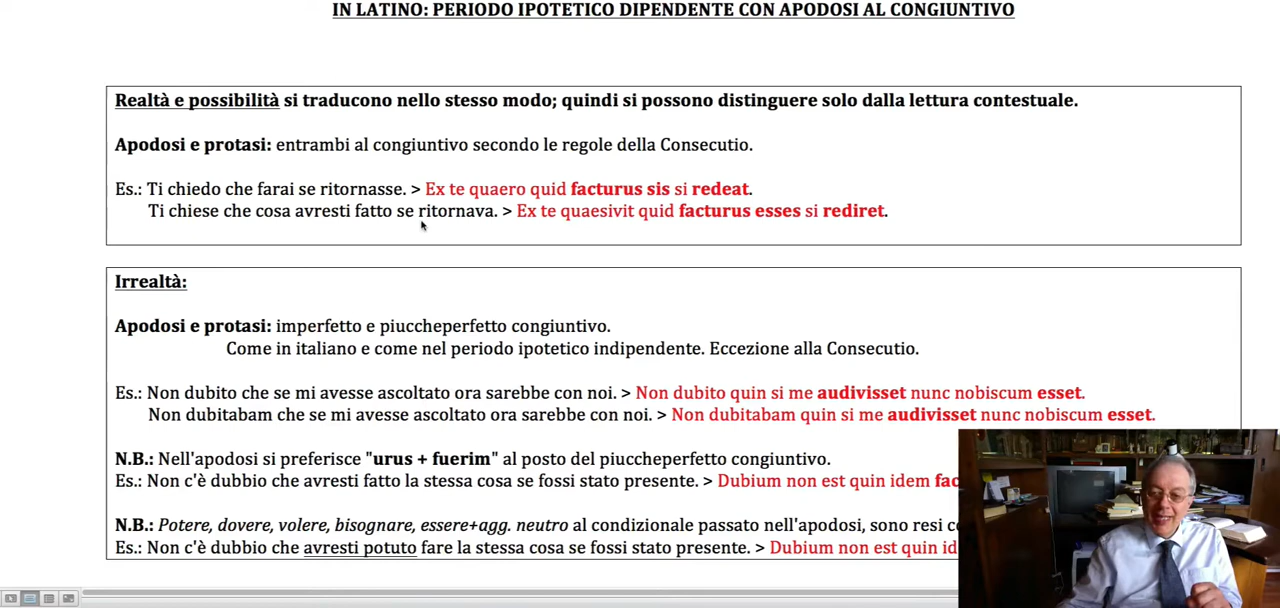 IN LATINO: PERIODO IPOTETICO DIPENDENTE CON APODOSI AL CONGIUNTIVO
Realtà e possibilità si traducono nello stesso modo; quindi si possono distinguere solo dalla lettura contestuale.
Apodosi e protasi: entrambi al congiuntivo secondo le regole della Consecutio.
Es.: Ti chiedo che farai se ritornasse. > Ex te quaero quid facturus sis si redeat.
Ti chiese che cosa avresti fatto se ritornava. > Ex te quaesivit quid facturus esses si rediret.
Irrealtà:
Apodosi e protasi: imperfetto e piuccheperfetto congiuntivo.
Come in italiano e come nel periodo ipotetico indipendente. Eccezione alla Consecutio.
Es.: Non dubito che se mi avesse ascoltato ora sarebbe con noi. > Non dubito quin si me audivisset nunc nobiscum esset.
Non dubitabam che se mi avesse ascoltato ora sarebbe con noi. > Non dubitabam quin si me audivisset nunc nobiscum esset.
N.B.: Nell'apodosi si preferisce "urus + fuerim" al posto del piuccheperfetto congiuntivo.
Es.: Non c'è dubbio che avresti fatto la stessa cosa se fossi stato presente. > Dubium non est quin idem fac
N.B.: Potere, dovere, volere, bisognare, essere+agg. neutro al condizionale passato nell'apodosi, sono resi co
Es.: Non c'è dubbio che avresti potuto fare la stessa cosa se fossi stato presente. > Dubium non est quin id